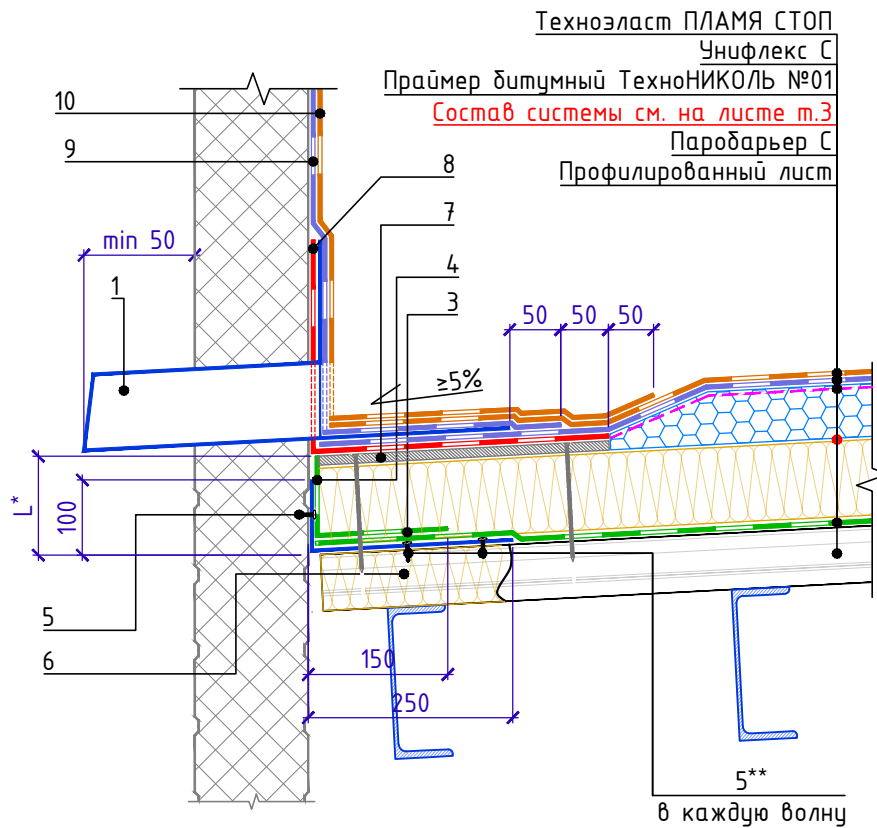 Техноэласт ПЛАМЯ СТОП
Унифлекс С
Праймер битумный ТехноНИКОЛЬ №01
Состав системы см. на листе т.3
Паробарьер С
Профилированный лист
10
9
8
7
min 50
4
1
3
50
50
50
≥5%
L*
100
5
6
150
250
5**
в каждую волну